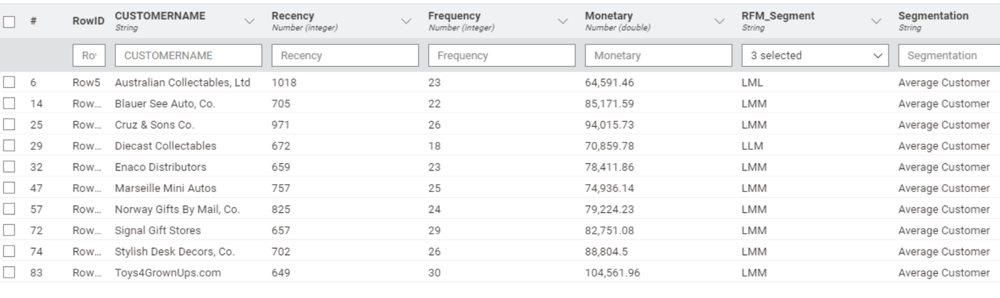 # RowID CUSTOMERNAME String Recency Number (integer) Frequency Number (integer) Monetary Number (double) RFM_Segment String Segmentation String
Ro CUSTOMERNAME Recency Frequency Monetary 3 selected Segmentation
6 Row5 Australian Collectables, Ltd 1018 23 64,591.46 LML Average Customer
14 Row... Blauer See Auto, Co. 705 22 85,171.59 LMM Average Customer
25 Row... Cruz & Sons Co. 971 26 94,015.73 LMM Average Customer
29 Row... Diecast Collectables 672 18 70,859.78 LLM Average Customer
32 Row... Enaco Distributors 659 23 78,411.86 LMM Average Customer
47 Row... Marseille Mini Autos 757 25 74,936.14 LMM Average Customer
57 Row... Norway Gifts By Mail, Co. 825 24 79,224.23 LMM Average Customer
72 Row... Signal Gift Stores 657 29 82,751.08 LMM Average Customer
74 Row... Stylish Desk Decors, Co. 702 26 88,804.5 LMM Average Customer
83 Row... Toys4GrownUps.com 649 30 104,561.96 LMM Average Customer